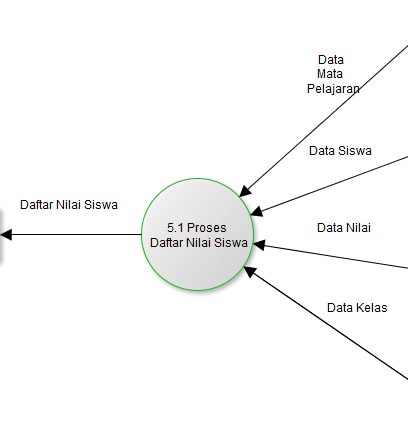 Data
Mata
Pelajaran
Data Siswa
Daftar Nilai Siswa
5.1 Proses
Daftar Nilai Siswa
Data Nilai
Data Kelas